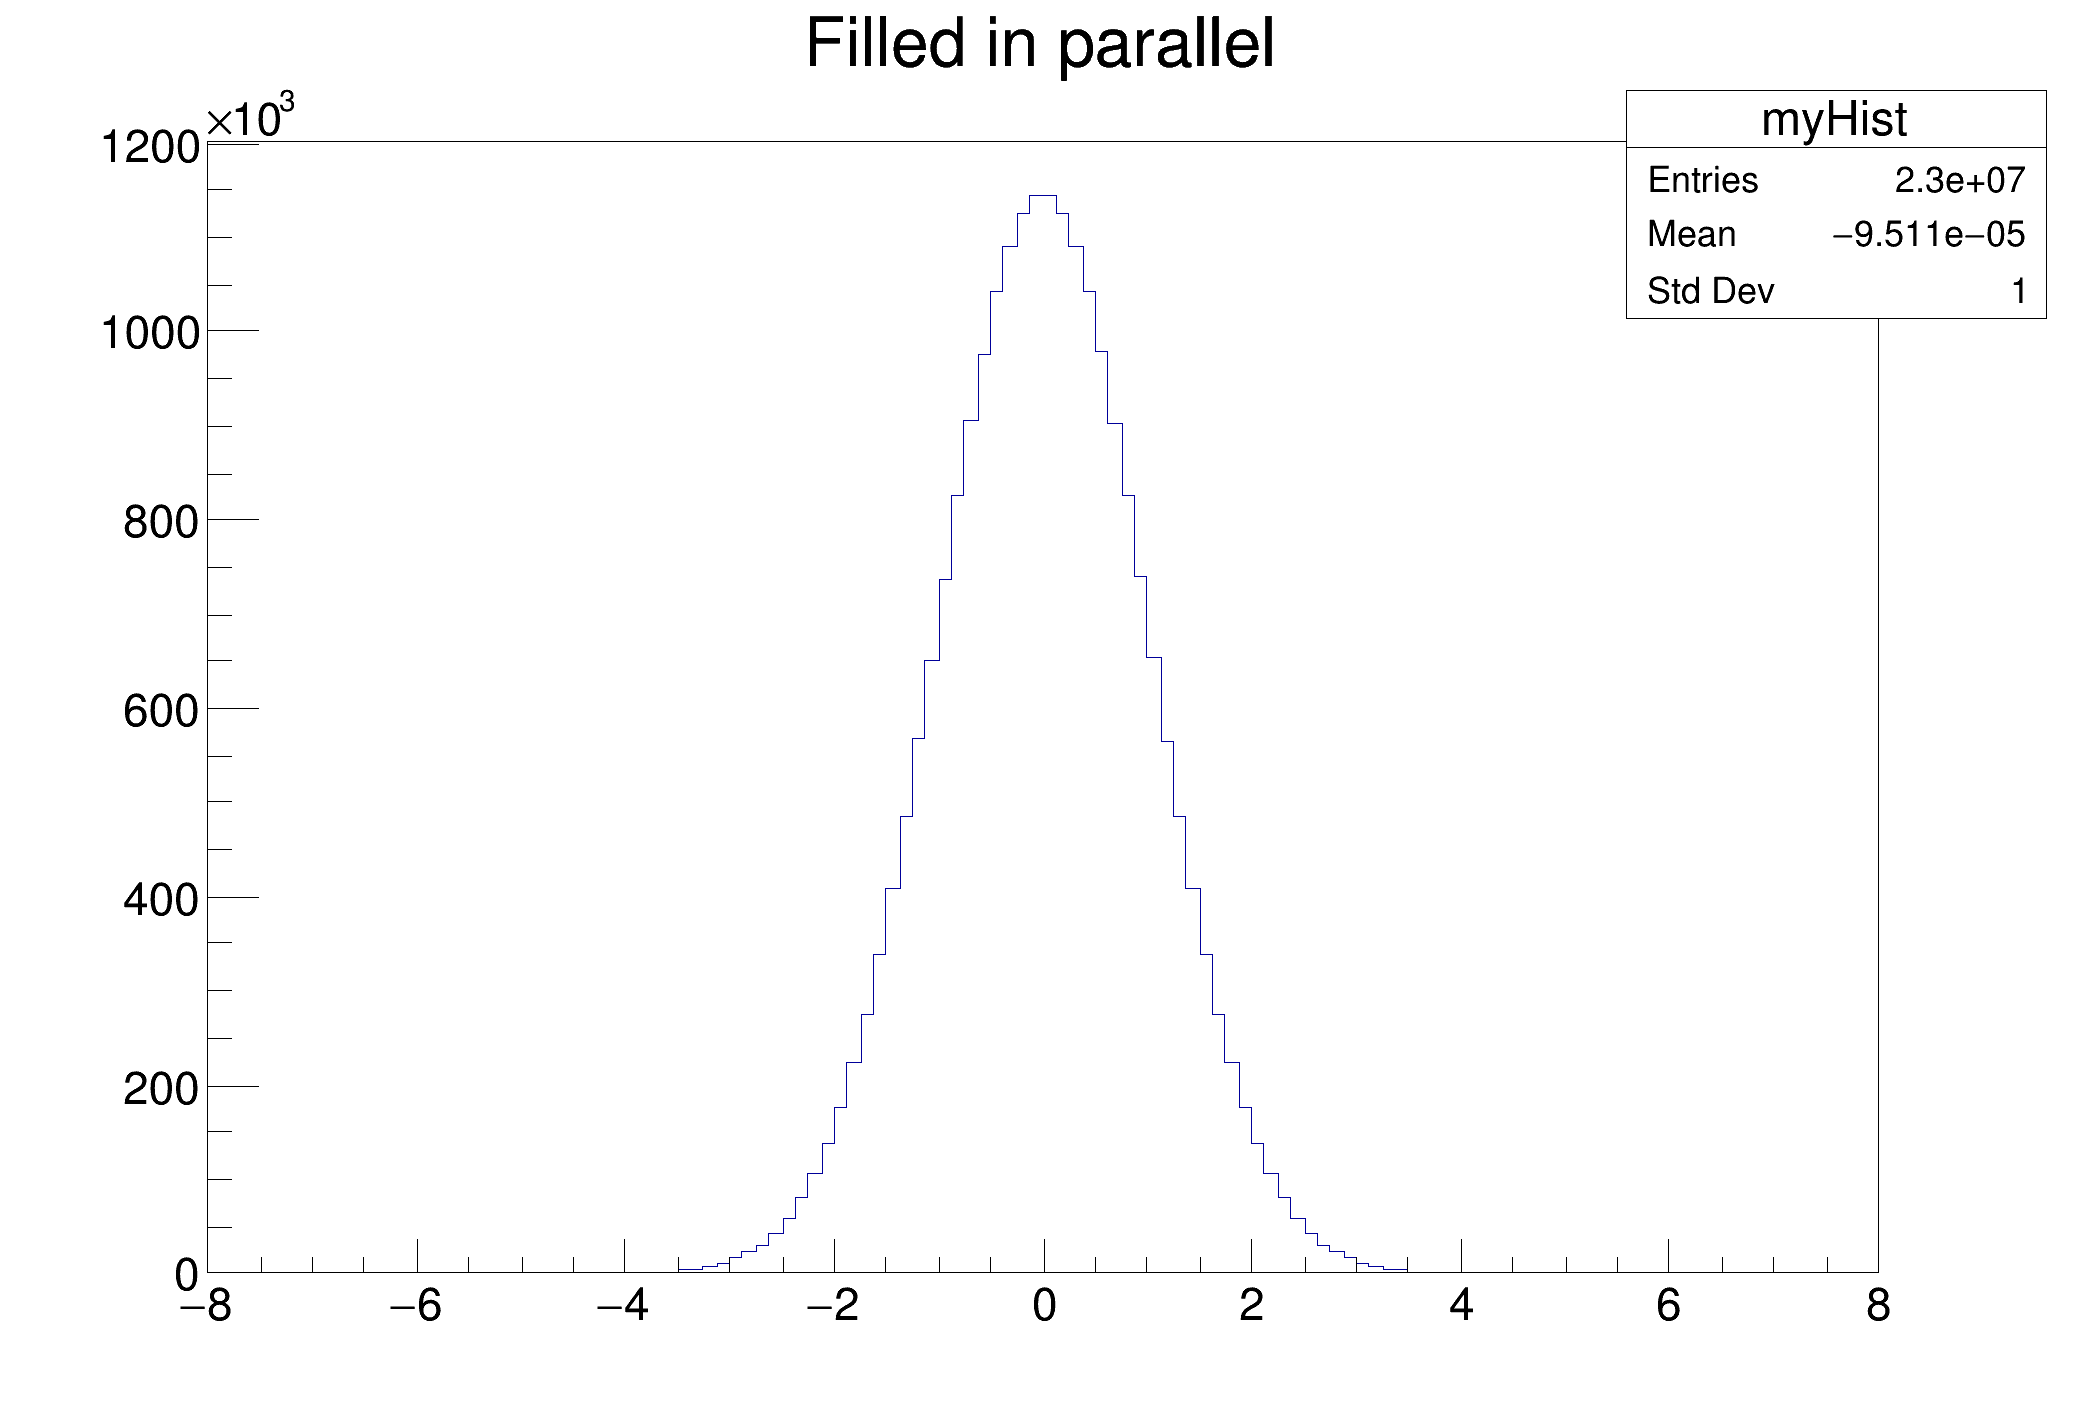 Filled in parallel
×10³
myHist
Entries 2.3e+07
Mean −9.511e−05
Std Dev 1
1200
1000
800
600
400
200
0
−8 −6 −4 −2 0 2 4 6 8